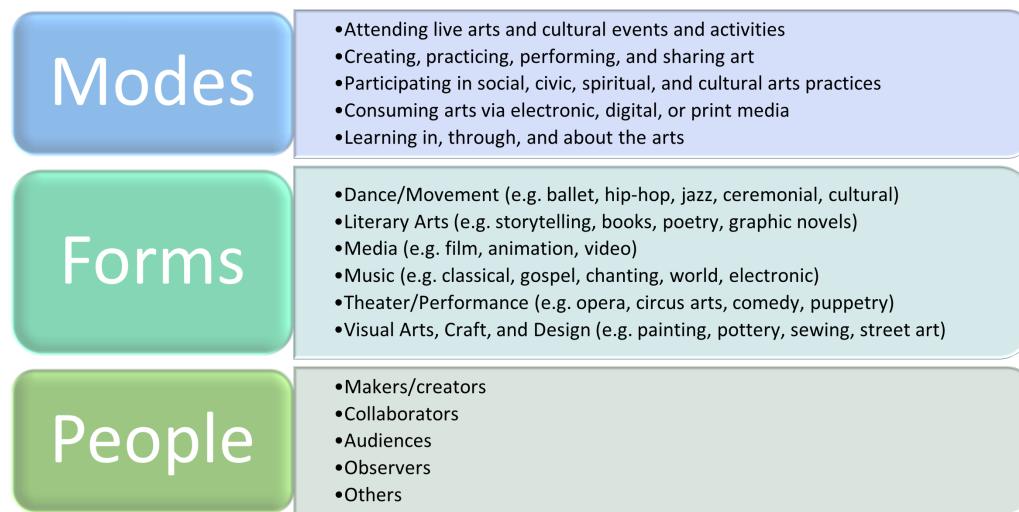 Modes
•Attending live arts and cultural events and activities
•Creating, practicing, performing, and sharing art
•Participating in social, civic, spiritual, and cultural arts practices
•Consuming arts via electronic, digital, or print media
•Learning in, through, and about the arts
Forms
•Dance/Movement (e.g. ballet, hip-hop, jazz, ceremonial, cultural)
•Literary Arts (e.g. storytelling, books, poetry, graphic novels)
•Media (e.g. film, animation, video)
•Music (e.g. classical, gospel, chanting, world, electronic)
•Theater/Performance (e.g. opera, circus arts, comedy, puppetry)
•Visual Arts, Craft, and Design (e.g. painting, pottery, sewing, street art)
People
•Makers/creators
•Collaborators
•Audiences
•Observers
•Others